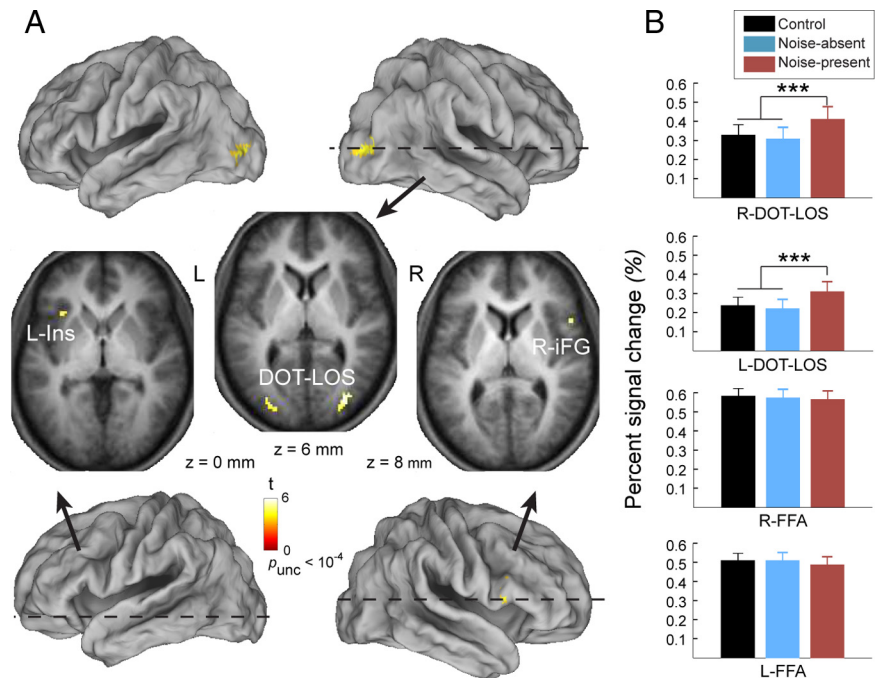 A
L
R
L-Ins
DOT-LOS
R-iFG
z = 0 mm
z = 6 mm
z = 8 mm
t
6
0
punc < 10-4
B
Control
Noise-absent
Noise-present
Percent signal change (%)
0.6
0.5
0.4
0.3
0.2
0.1
***
R-DOT-LOS
0.6
0.5
0.4
0.3
0.2
0.1
***
L-DOT-LOS
0.6
0.5
0.4
0.3
0.2
0.1
R-FFA
0.6
0.5
0.4
0.3
0.2
0.1
L-FFA